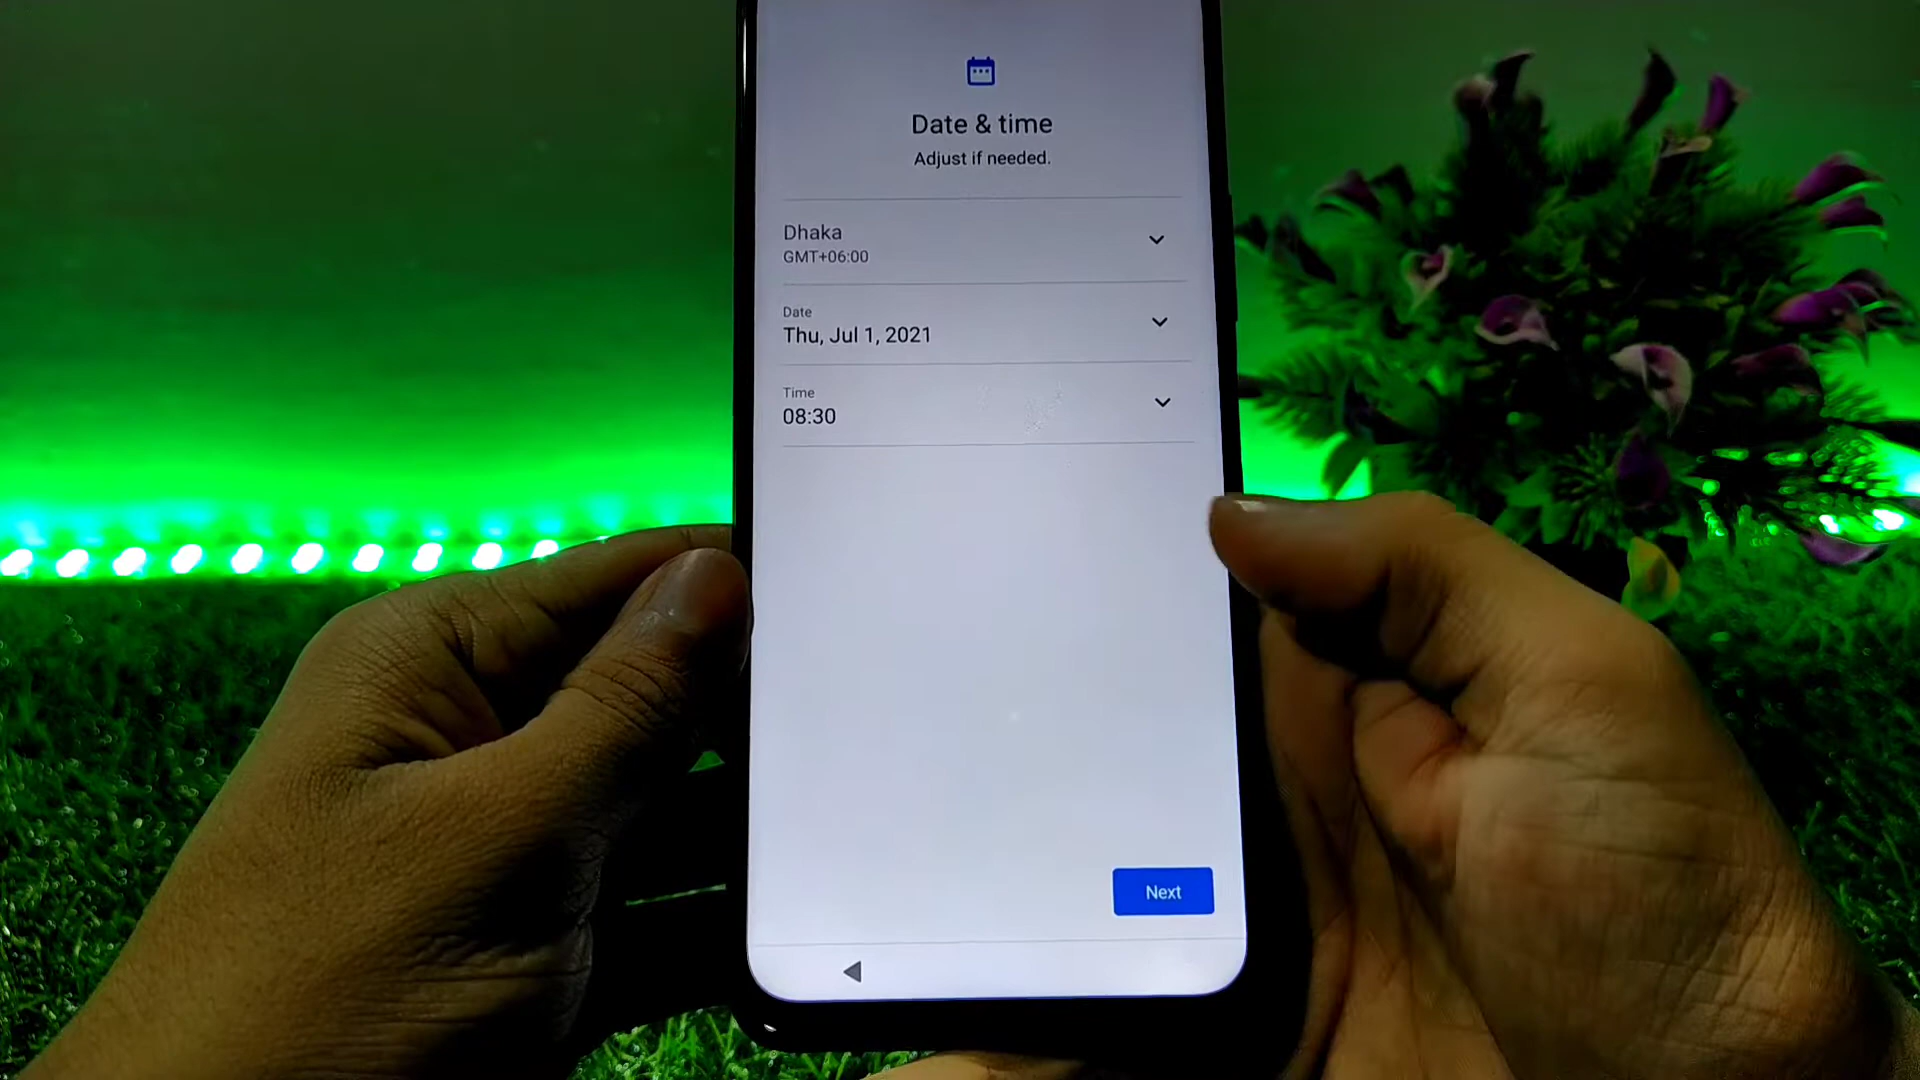 Date & time
Adjust if needed.
Dhaka
GMT+06:00
Date
Thu, Jul 1, 2021
Time
08:30
Next